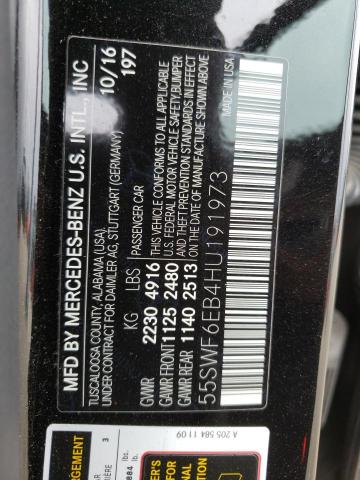 MFD BY MERCEDES-BENZ U.S. INTL., INC
TUSCALOOSA COUNTY, ALABAMA (USA),
UNDER CONTRACT FOR DAIMLER AG, STUTTGART (GERMANY)
10/16
197
KG LBS PASSENGER CAR
GVWR 2230 4916
GAWR FRONT 1125 2480
GAWR REAR 1140 2513
THIS VEHICLE CONFORMS TO ALL APPLICABLE
U.S. FEDERAL MOTOR VEHICLE SAFETY/BUMPER
AND THEFT PREVENTION STANDARDS IN EFFECT
ON THE DATE OF MANUFACTURE SHOWN ABOVE.
MADE IN USA
55SWF6EB4HU191973
A 205 584 11 09
3
884 lbs.